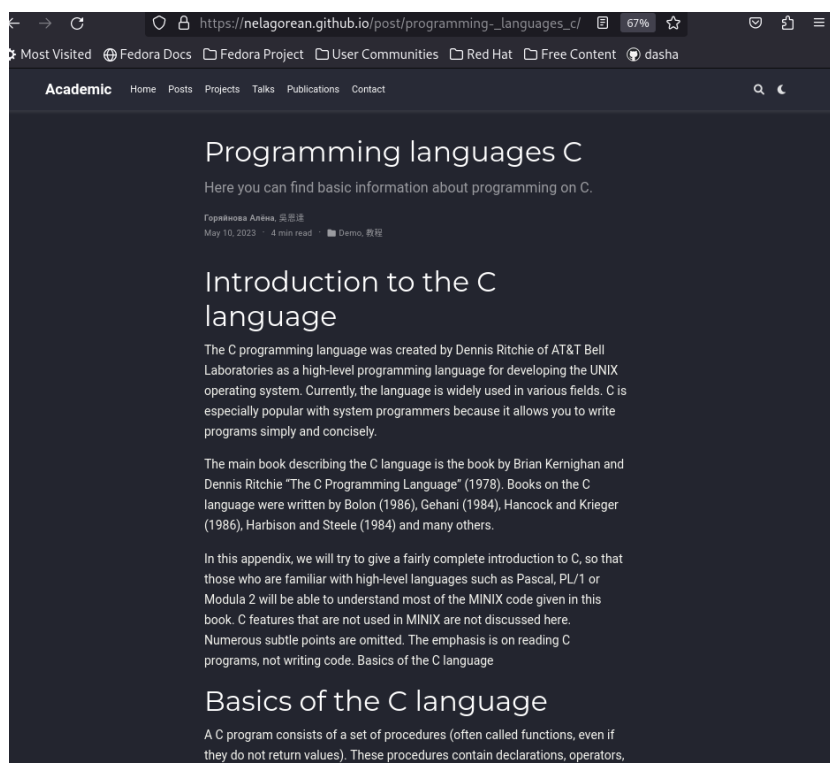 https://nelagorean.github.io/post/programming-_languages_c/ 67%
Most Visited Fedora Docs Fedora Project User Communities Red Hat Free Content dasha
Academic Home Posts Projects Talks Publications Contact
Programming languages C
Here you can find basic information about programming on C.
Горяйнова Алёна, 吳恩達
May 10, 2023 · 4 min read · Demo, 教程
Introduction to the C
language
The C programming language was created by Dennis Ritchie of AT&T Bell
Laboratories as a high-level programming language for developing the UNIX
operating system. Currently, the language is widely used in various fields. C is
especially popular with system programmers because it allows you to write
programs simply and concisely.
The main book describing the C language is the book by Brian Kernighan and
Dennis Ritchie “The C Programming Language” (1978). Books on the C
language were written by Bolon (1986), Gehani (1984), Hancock and Krieger
(1986), Harbison and Steele (1984) and many others.
In this appendix, we will try to give a fairly complete introduction to C, so that
those who are familiar with high-level languages such as Pascal, PL/1 or
Modula 2 will be able to understand most of the MINIX code given in this
book. C features that are not used in MINIX are not discussed here.
Numerous subtle points are omitted. The emphasis is on reading C
programs, not writing code. Basics of the C language
Basics of the C language
A C program consists of a set of procedures (often called functions, even if
they do not return values). These procedures contain declarations, operators,